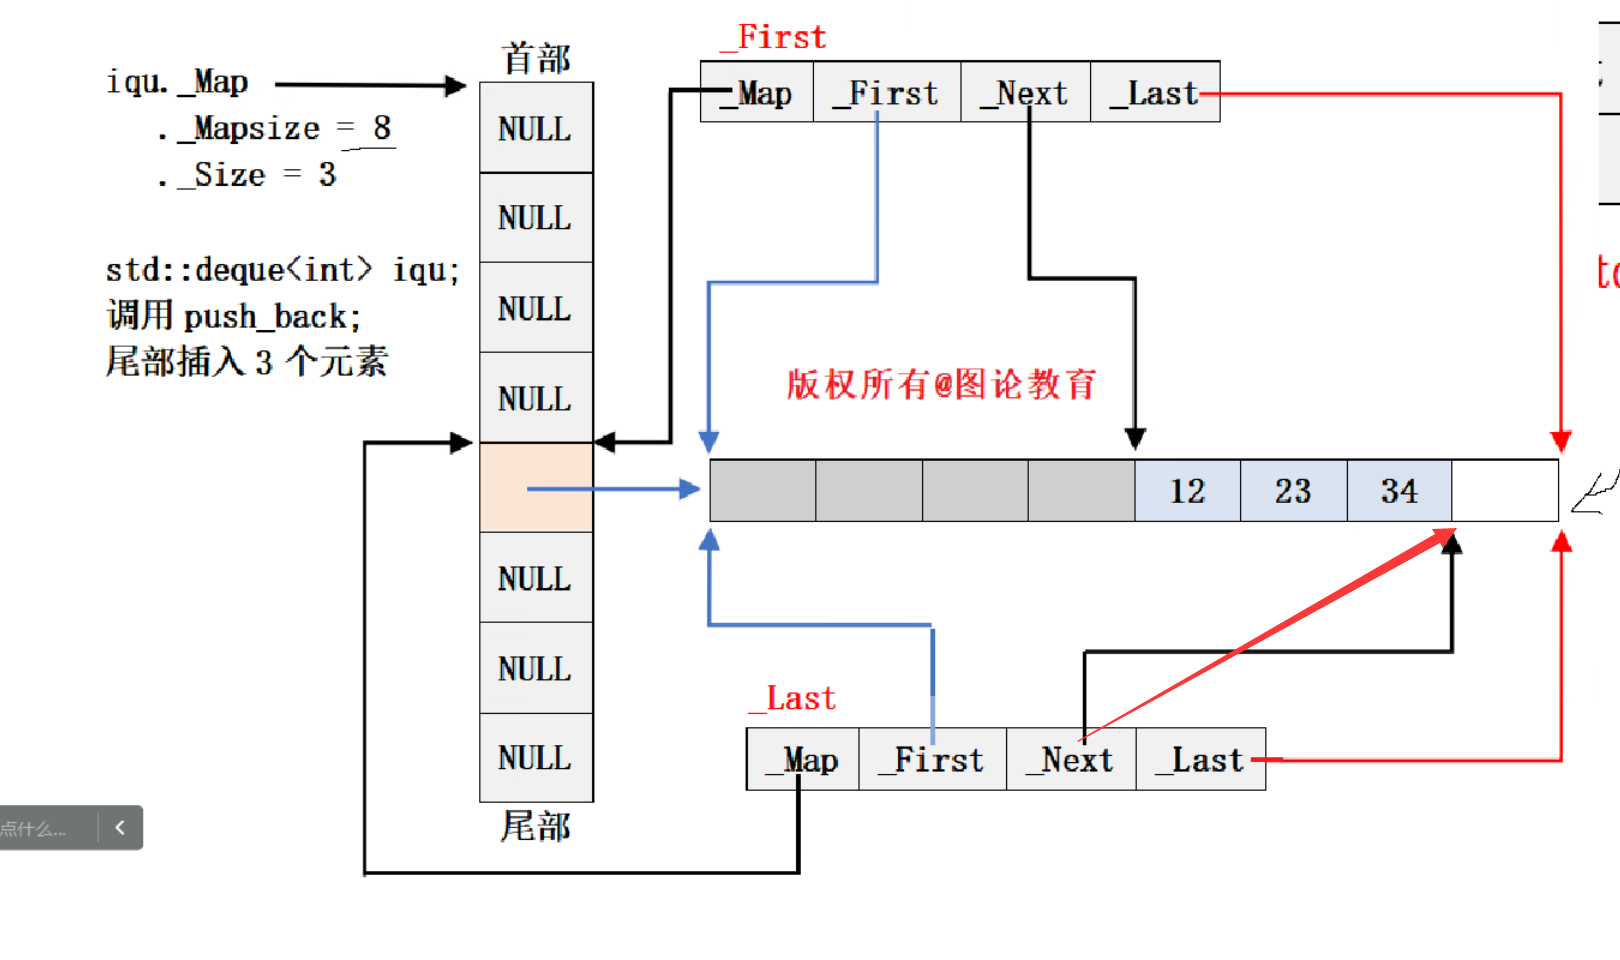 首部
_First
iqu._Map
_Map _First _Next _Last
._Mapsize = 8
NULL
._Size = 3
NULL
std::deque<int> iqu;
调用 push_back;
尾部插入 3 个元素
NULL
NULL
版权所有@图论教育
12 23 34
NULL
NULL
NULL
_Last
_Map _First _Next _Last
尾部
点什么...